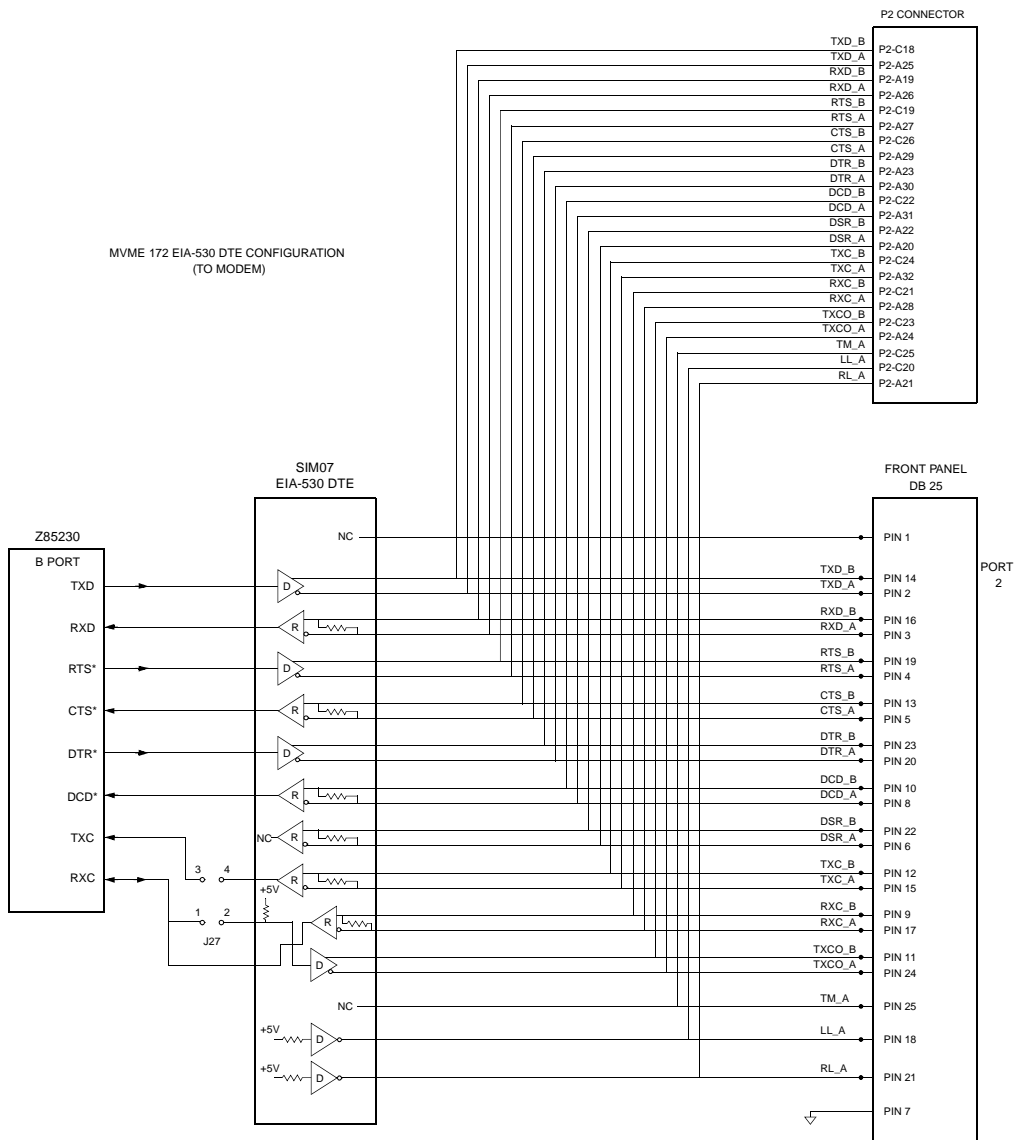 P2 CONNECTOR
TXD_B P2-C18
TXD_A P2-A25
RXD_B P2-A19
RXD_A P2-A26
RTS_B P2-C19
RTS_A P2-A27
CTS_B P2-C26
CTS_A P2-A29
DTR_B P2-A23
DTR_A P2-A30
DCD_B P2-C22
DCD_A P2-A31
DSR_B P2-A22
DSR_A P2-A20
TXC_B P2-C24
TXC_A P2-A32
RXC_B P2-C21
RXC_A P2-A28
TXCO_B P2-C23
TXCO_A P2-A24
TM_A P2-C25
LL_A P2-C20
RL_A P2-A21
MVME 172 EIA-530 DTE CONFIGURATION
(TO MODEM)
SIM07
EIA-530 DTE
FRONT PANEL
DB 25
PORT
2
Z85230
B PORT
NC PIN 1
TXD D TXD_B PIN 14
TXD_A PIN 2
RXD R RXD_B PIN 16
RXD_A PIN 3
RTS* D RTS_B PIN 19
RTS_A PIN 4
CTS* R CTS_B PIN 13
CTS_A PIN 5
DTR* D DTR_B PIN 23
DTR_A PIN 20
DCD* R DCD_B PIN 10
DCD_A PIN 8
NC R DSR_B PIN 22
DSR_A PIN 6
TXC 3 4 R TXC_B PIN 12
TXC_A PIN 15
RXC +5V
1 2 R RXC_B PIN 9
RXC_A PIN 17
J27
D TXCO_B PIN 11
TXCO_A PIN 24
NC TM_A PIN 25
+5V D LL_A PIN 18
+5V D RL_A PIN 21
PIN 7